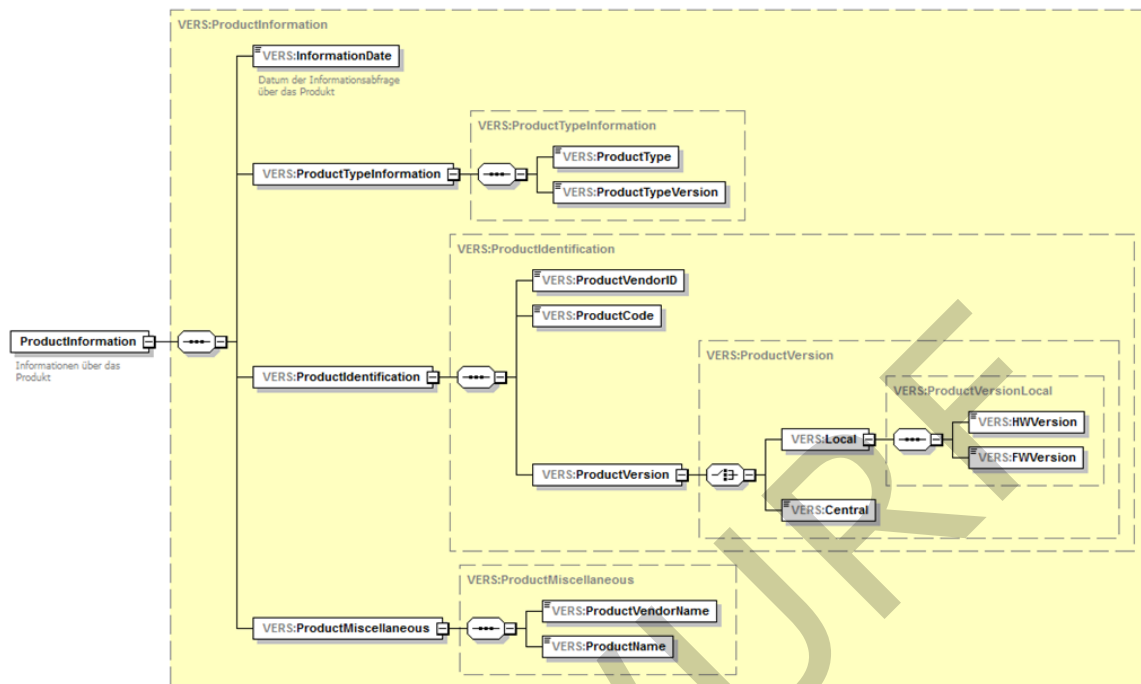 VERS:ProductInformation
VERS:InformationDate
Datum der Informationsabfrage
über das Produkt
VERS:ProductTypeInformation
VERS:ProductTypeInformation
VERS:ProductType
VERS:ProductTypeVersion
VERS:ProductIdentification
VERS:ProductVendorID
VERS:ProductCode
ProductInformation
Informationen über das
Produkt
VERS:ProductIdentification
VERS:ProductVersion
VERS:ProductVersion
VERS:ProductVersionLocal
VERS:Local
VERS:HWVersion
VERS:FWVersion
VERS:Central
VERS:ProductMiscellaneous
VERS:ProductMiscellaneous
VERS:ProductVendorName
VERS:ProductName